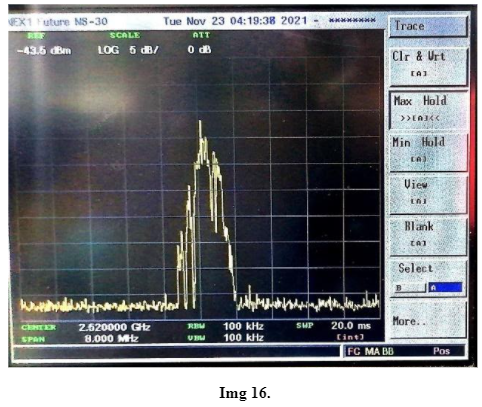 NEX1 Future NS-30 Tue Nov 23 04:19:38 2021 - ********
REF SCALE ATT
-43.5 dBm LOG 5 dB/ 0 dB
Trace
Clr & Wrt
[A]
Max Hold
>>[A]<<
Min Hold
[A]
View
[A]
Blank
[A]
Select
B A
More..
CENTER 2.620000 GHz RBW 100 kHz SWP 20.0 ms
SPAN 8.000 MHz VBW 100 kHz [int]
FC MA BB Pos
Img 16.